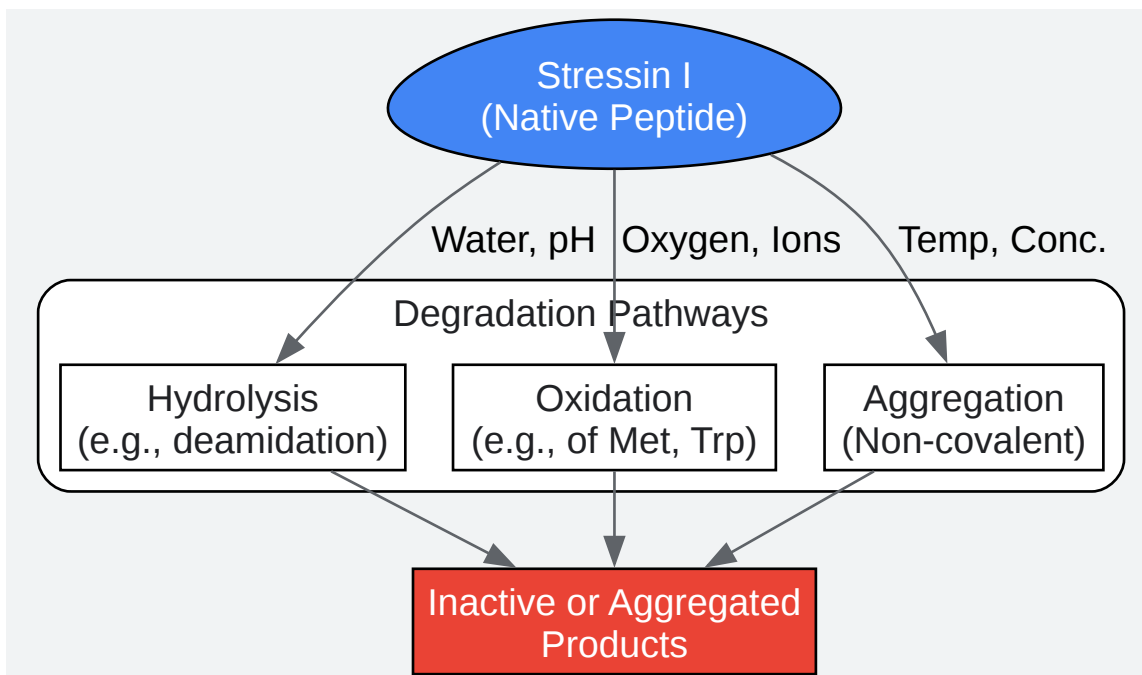 Stressin I
(Native Peptide)
Water, pH
Oxygen, Ions
Temp, Conc.
Degradation Pathways
Hydrolysis
(e.g., deamidation)
Oxidation
(e.g., of Met, Trp)
Aggregation
(Non-covalent)
Inactive or Aggregated
Products